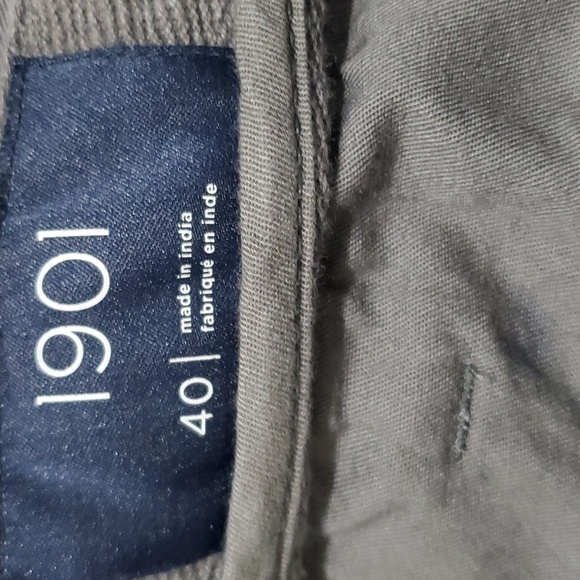 1901
40 |
made in india
fabriqué en inde